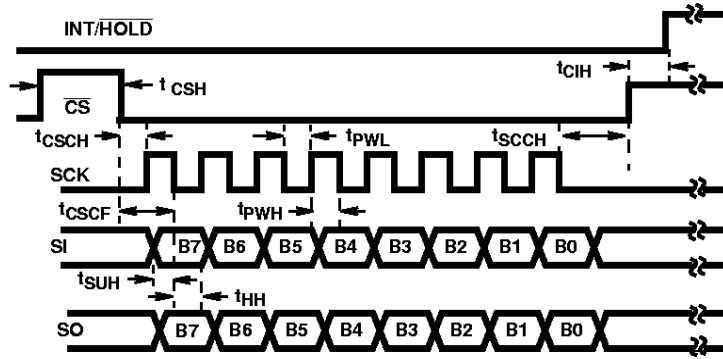 INT/HOLD
tCIH
CS
tCSH
tCSCH
tPWL
tSCCH
SCK
tCSCF
tPWH
SI
B7 B6 B5 B4 B3 B2 B1 B0
tSUH
tHH
SO
B7 B6 B5 B4 B3 B2 B1 B0